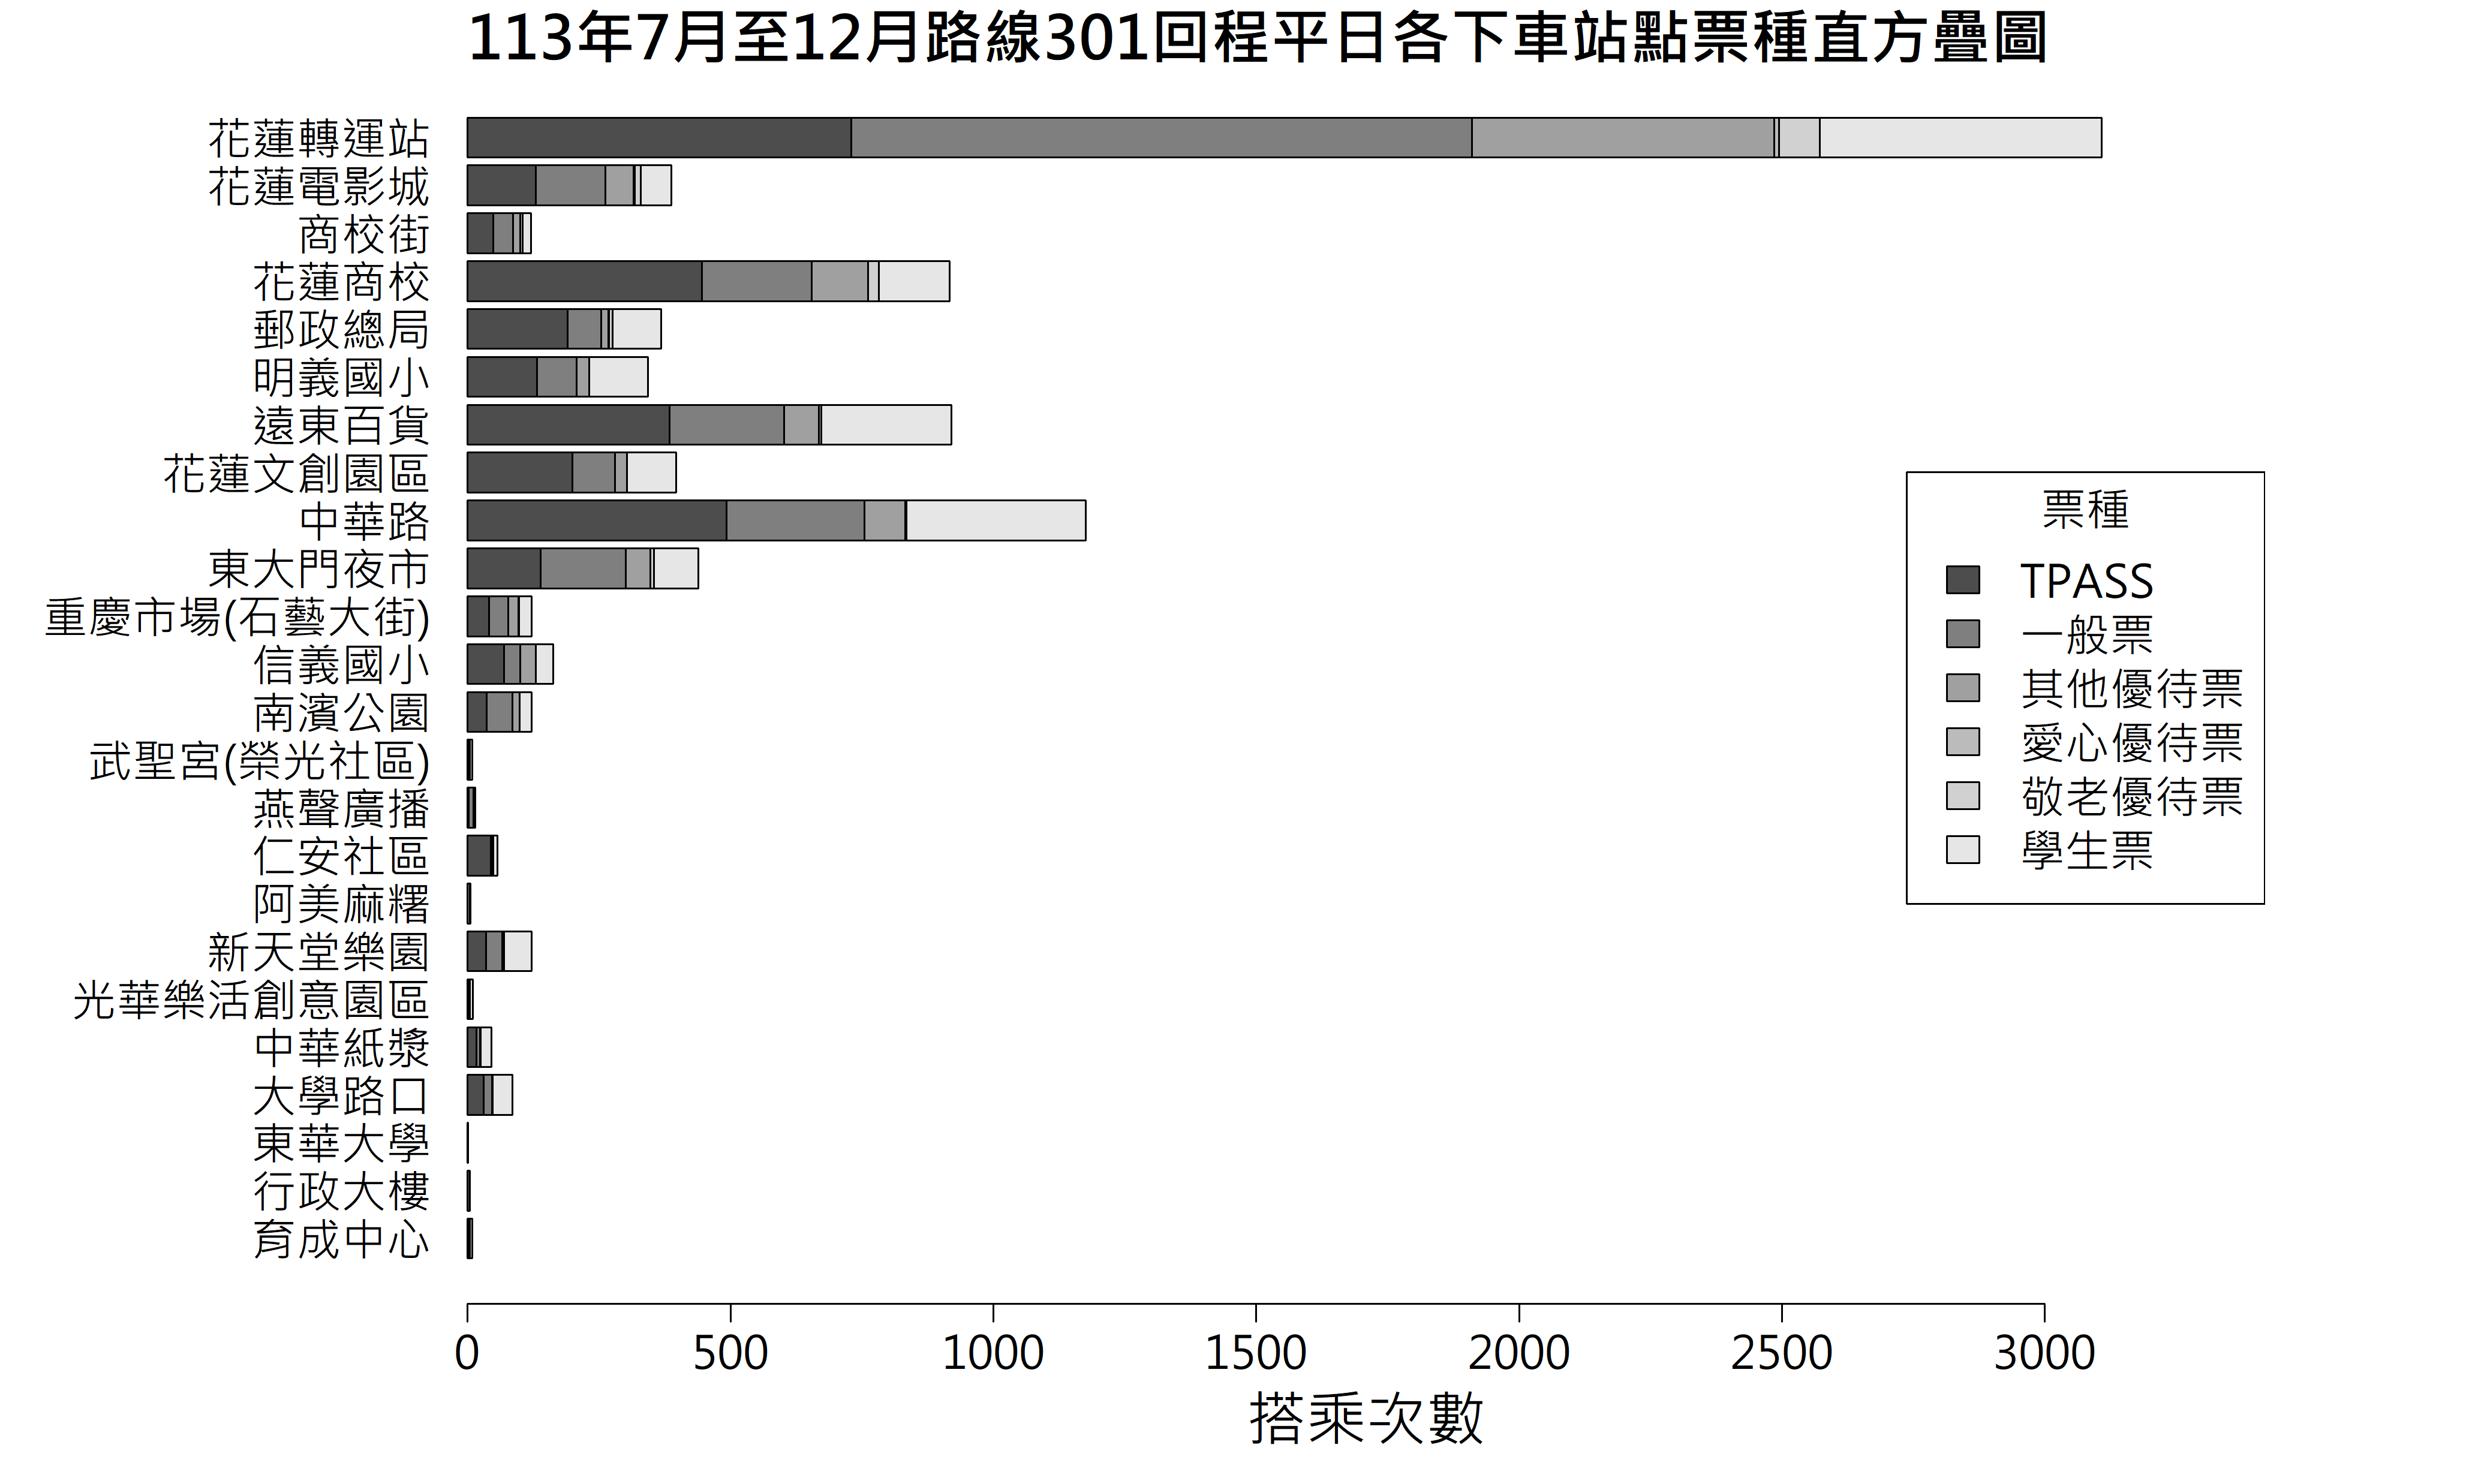 113年7月至12月路線301回程平日各下車站點票種直方疊圖
花蓮轉運站
花蓮電影城
商校街
花蓮商校
郵政總局
明義國小
遠東百貨
花蓮文創園區
中華路
東大門夜市
重慶市場(石藝大街)
信義國小
南濱公園
武聖宮(榮光社區)
燕聲廣播
仁安社區
阿美麻糬
新天堂樂園
光華樂活創意園區
中華紙漿
大學路口
東華大學
行政大樓
育成中心
票種
TPASS
一般票
其他優待票
愛心優待票
敬老優待票
學生票
0 500 1000 1500 2000 2500 3000
搭乘次數